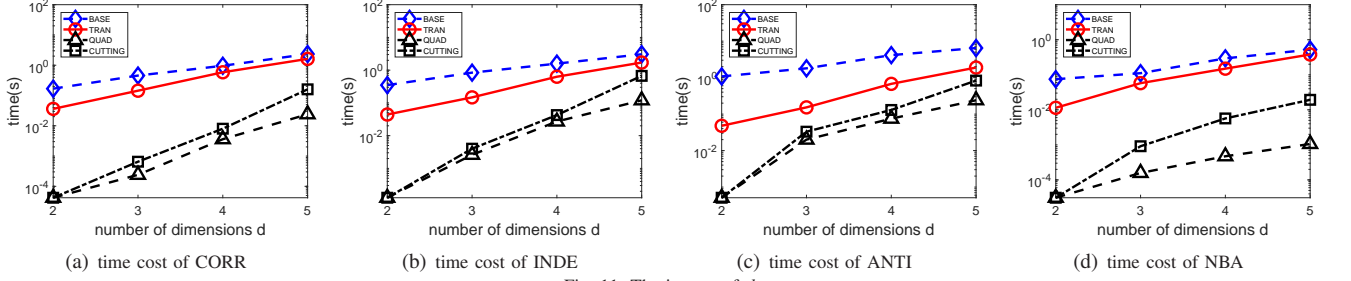 10^2
10^0
10^-2
10^-4
time(s)
BASE
TRAN
QUAD
CUTTING
2 3 4 5
number of dimensions d
(a) time cost of CORR
10^2
10^0
10^-2
time(s)
BASE
TRAN
QUAD
CUTTING
2 3 4 5
number of dimensions d
(b) time cost of INDE
10^2
10^0
10^-2
time(s)
BASE
TRAN
QUAD
CUTTING
2 3 4 5
number of dimensions d
(c) time cost of ANTI
10^0
10^-2
10^-4
time(s)
BASE
TRAN
QUAD
CUTTING
2 3 4 5
number of dimensions d
(d) time cost of NBA